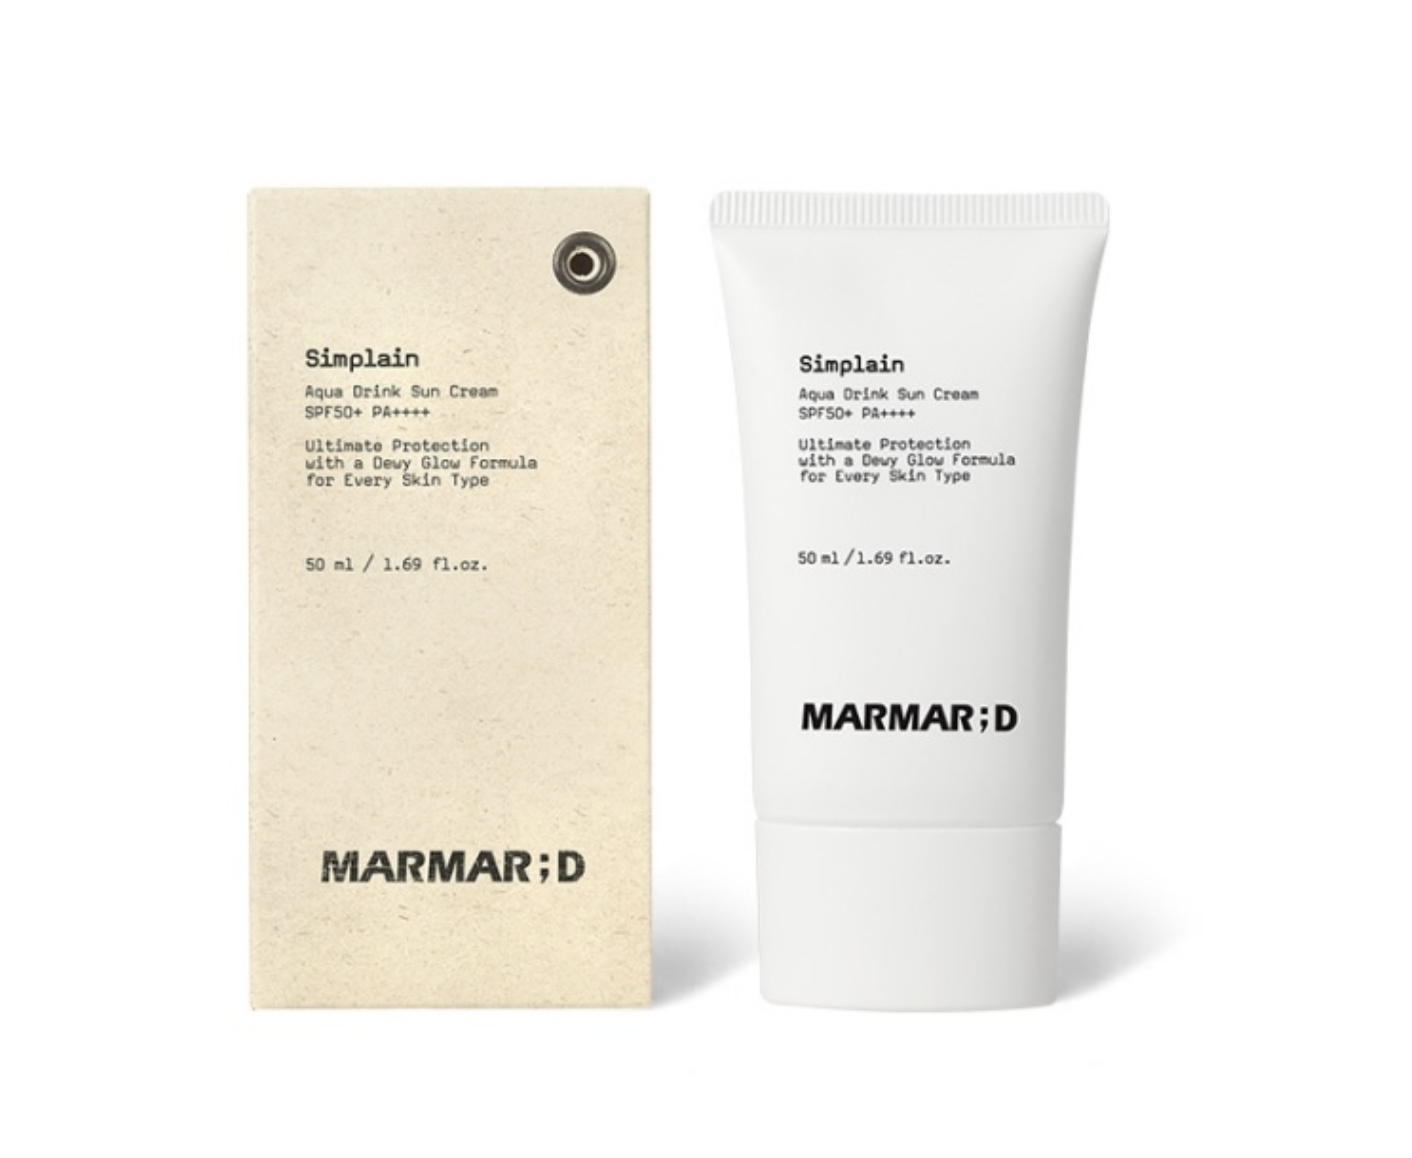 Simplain
Aqua Drink Sun Cream
SPF50+ PA++++
Ultimate Protection
with a Dewy Glow Formula
for Every Skin Type
50 ml / 1.69 fl.oz.
MARMAR;D
Simplain
Aqua Drink Sun Cream
SPF50+ PA++++
Ultimate Protection
with a Dewy Glow Formula
for Every Skin Type
50 ml /1.69 fl.oz.
MARMAR;D